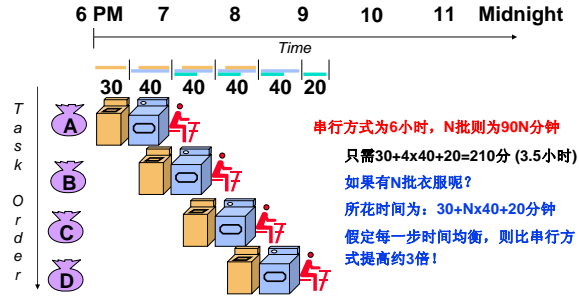 6 PM 7 8 9 10 11 Midnight
Time
30 40 40 40 40 20
Task Order
A
B
C
D
串行方式为6小时，N批则为90N分钟
只需30+4x40+20=210分 (3.5小时)
如果有N批衣服呢？
所花时间为：30+Nx40+20分钟
假定每一步时间均衡，则比串行方
式提高约3倍！